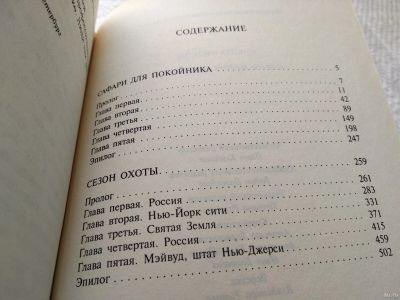 СОДЕРЖАНИЕ
САФАРИ ДЛЯ ПОКОЙНИКА 5
Пролог 7
Глава первая 11
Глава вторая 42
Глава третья 89
Глава четвертая 149
Глава пятая 198
Эпилог 247
СЕЗОН ОХОТЫ 259
Пролог 261
Глава первая. Россия 283
Глава вторая. Нью-Йорк сити 331
Глава третья. Святая Земля 371
Глава четвертая. Россия 415
Глава пятая. Мэйвуд, штат Нью-Джерси 459
Эпилог 502